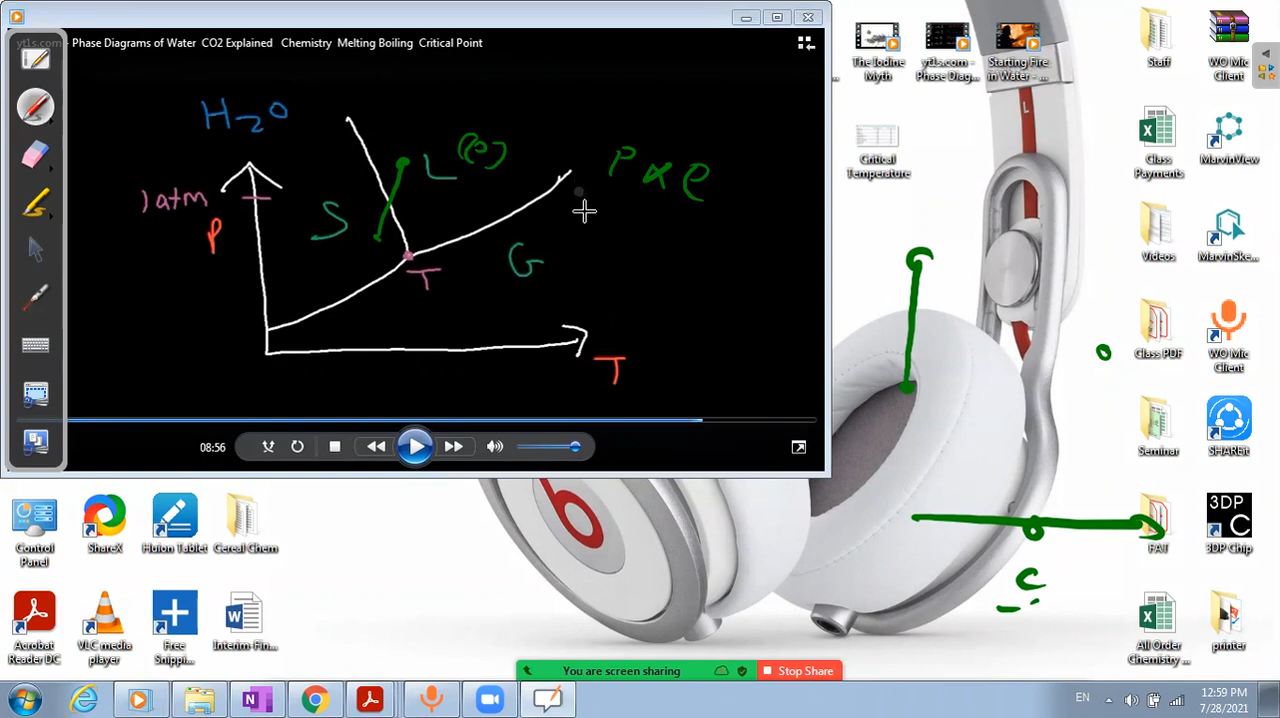 yt1s.com Phase Diagrams of Water CO2 Explained Chemistry Melting Boiling Critical Point
H2O
1 atm
P
S
L (ρ)
P ∝ ρ
G
T
T
08:56
The Iodine
Myth
yt1s.com -
Phase Diag...
Starting Fire
in Water - ...
Critical
Temperature
Staff
WO Mic
Client
Class
Payments
MarvinView
Videos
MarvinSke...
Class PDF
WO Mic
Client
Seminar
SHAREit
FAT
3DP
C
3DP Chip
All Order
Chemistry ...
printer
L
b
C
Control
Panel
ShareX
Huion Tablet
Cereal Chem
Acrobat
Reader DC
VLC media
player
Free
Snippi...
Interim-Fin...
You are screen sharing
Stop Share
EN
12:59 PM
7/28/2021